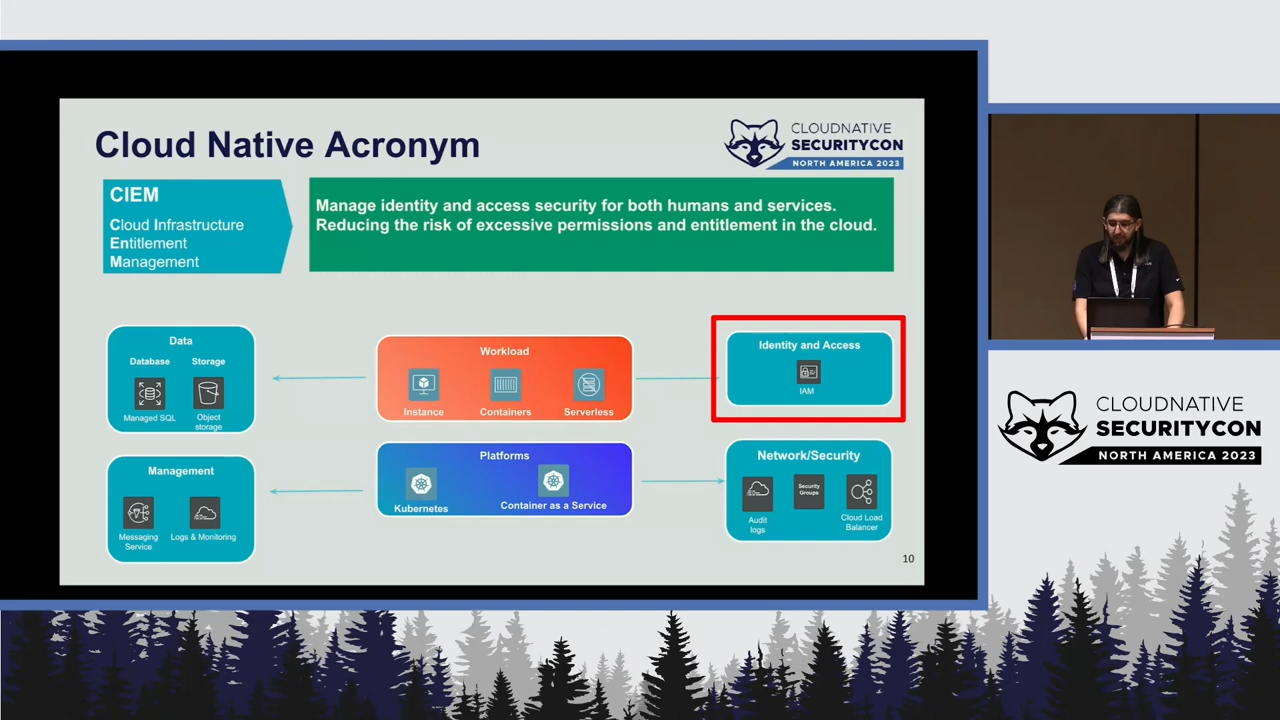 Cloud Native Acronym
CLOUDNATIVE
SECURITYCON
NORTH AMERICA 2023
CIEM
Cloud Infrastructure
Entitlement
Management
Manage identity and access security for both humans and services.
Reducing the risk of excessive permissions and entitlement in the cloud.
Data
Database Storage
Managed SQL
Object
storage
Workload
Instance
Containers
Serverless
Identity and Access
IAM
Management
Messaging
Service
Logs & Monitoring
Platforms
Kubernetes
Container as a Service
Network/Security
Audit
logs
Security
Groups
Cloud Load
Balancer
10
CLOUDNATIVE
SECURITYCON
NORTH AMERICA 2023